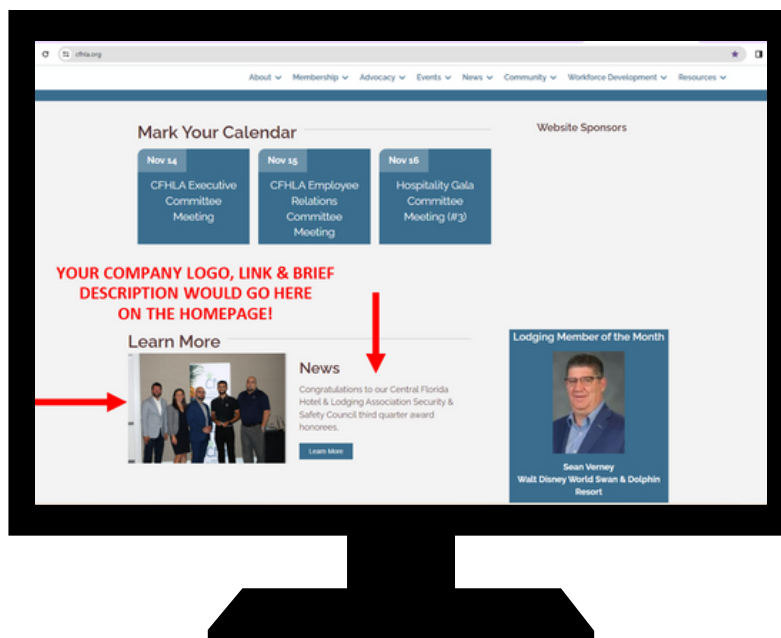 cfhla.org
About Membership Advocacy Events News Community Workforce Development Resources
Mark Your Calendar
Website Sponsors
Nov 14
CFHLA Executive
Committee
Meeting
Nov 15
CFHLA Employee
Relations
Committee
Meeting
Nov 16
Hospitality Gala
Committee
Meeting (#3)
YOUR COMPANY LOGO, LINK & BRIEF
DESCRIPTION WOULD GO HERE
ON THE HOMEPAGE!
Learn More
News
Congratulations to our Central Florida
Hotel & Lodging Association Security &
Safety Council third quarter award
honorees.
Learn More
Lodging Member of the Month
Sean Verney
Walt Disney World Swan & Dolphin
Resort